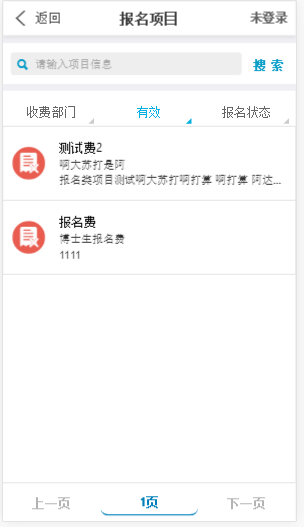 返回 报名项目 未登录
请输入项目信息 搜 索
收费部门 有效 报名状态
测试费2
啊大苏打是阿
报名类项目测试啊大苏打啊打算 啊打算 阿达...
报名费
博士生报名费
1111
上一页 1页 下一页